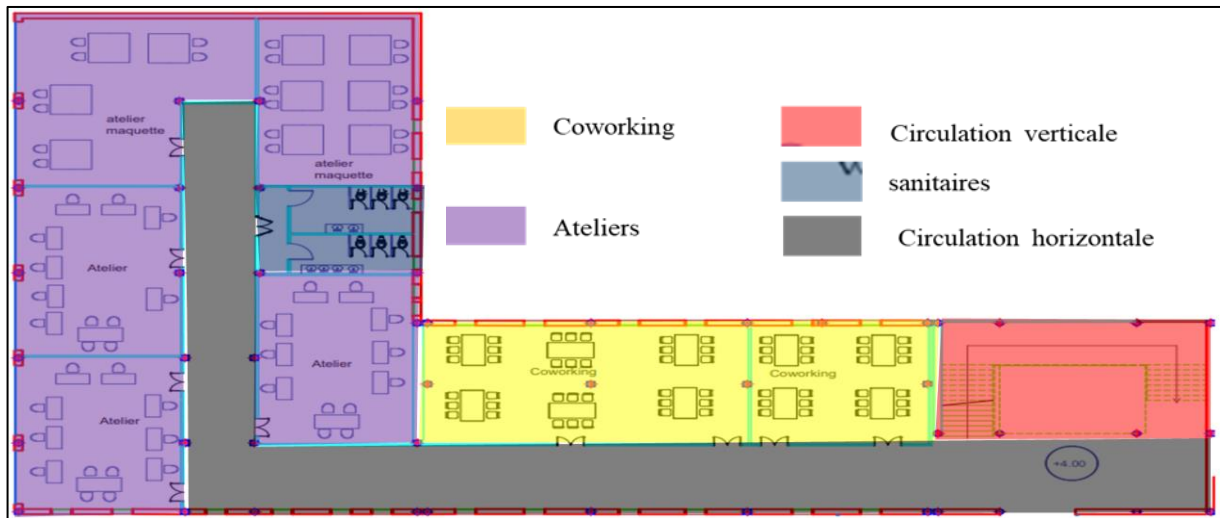 atelier
maquette
atelier
maquette
Atelier
Atelier
Atelier
Coworking
Coworking
+4.00
Coworking
Ateliers
Circulation verticale
sanitaires
Circulation horizontale